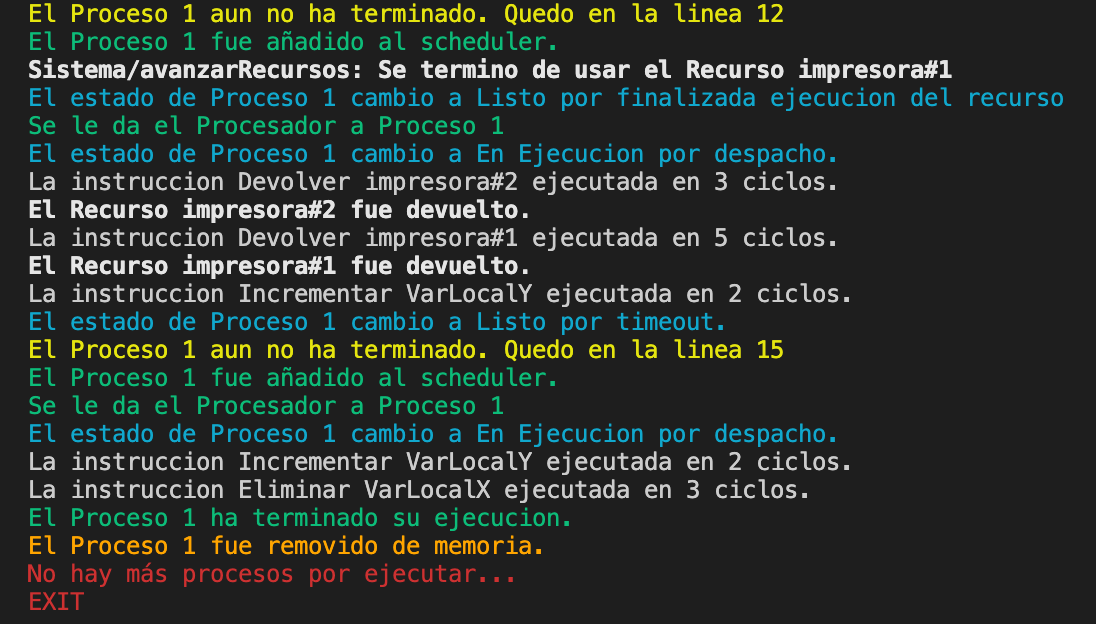 El Proceso 1 aun no ha terminado. Quedo en la linea 12
El Proceso 1 fue añadido al scheduler.
Sistema/avanzarRecursos: Se termino de usar el Recurso impresora#1
El estado de Proceso 1 cambio a Listo por finalizada ejecucion del recurso
Se le da el Procesador a Proceso 1
El estado de Proceso 1 cambio a En Ejecucion por despacho.
La instruccion Devolver impresora#2 ejecutada en 3 ciclos.
El Recurso impresora#2 fue devuelto.
La instruccion Devolver impresora#1 ejecutada en 5 ciclos.
El Recurso impresora#1 fue devuelto.
La instruccion Incrementar VarLocalY ejecutada en 2 ciclos.
El estado de Proceso 1 cambio a Listo por timeout.
El Proceso 1 aun no ha terminado. Quedo en la linea 15
El Proceso 1 fue añadido al scheduler.
Se le da el Procesador a Proceso 1
El estado de Proceso 1 cambio a En Ejecucion por despacho.
La instruccion Incrementar VarLocalY ejecutada en 2 ciclos.
La instruccion Eliminar VarLocalX ejecutada en 3 ciclos.
El Proceso 1 ha terminado su ejecucion.
El Proceso 1 fue removido de memoria.
No hay más procesos por ejecutar...
EXIT